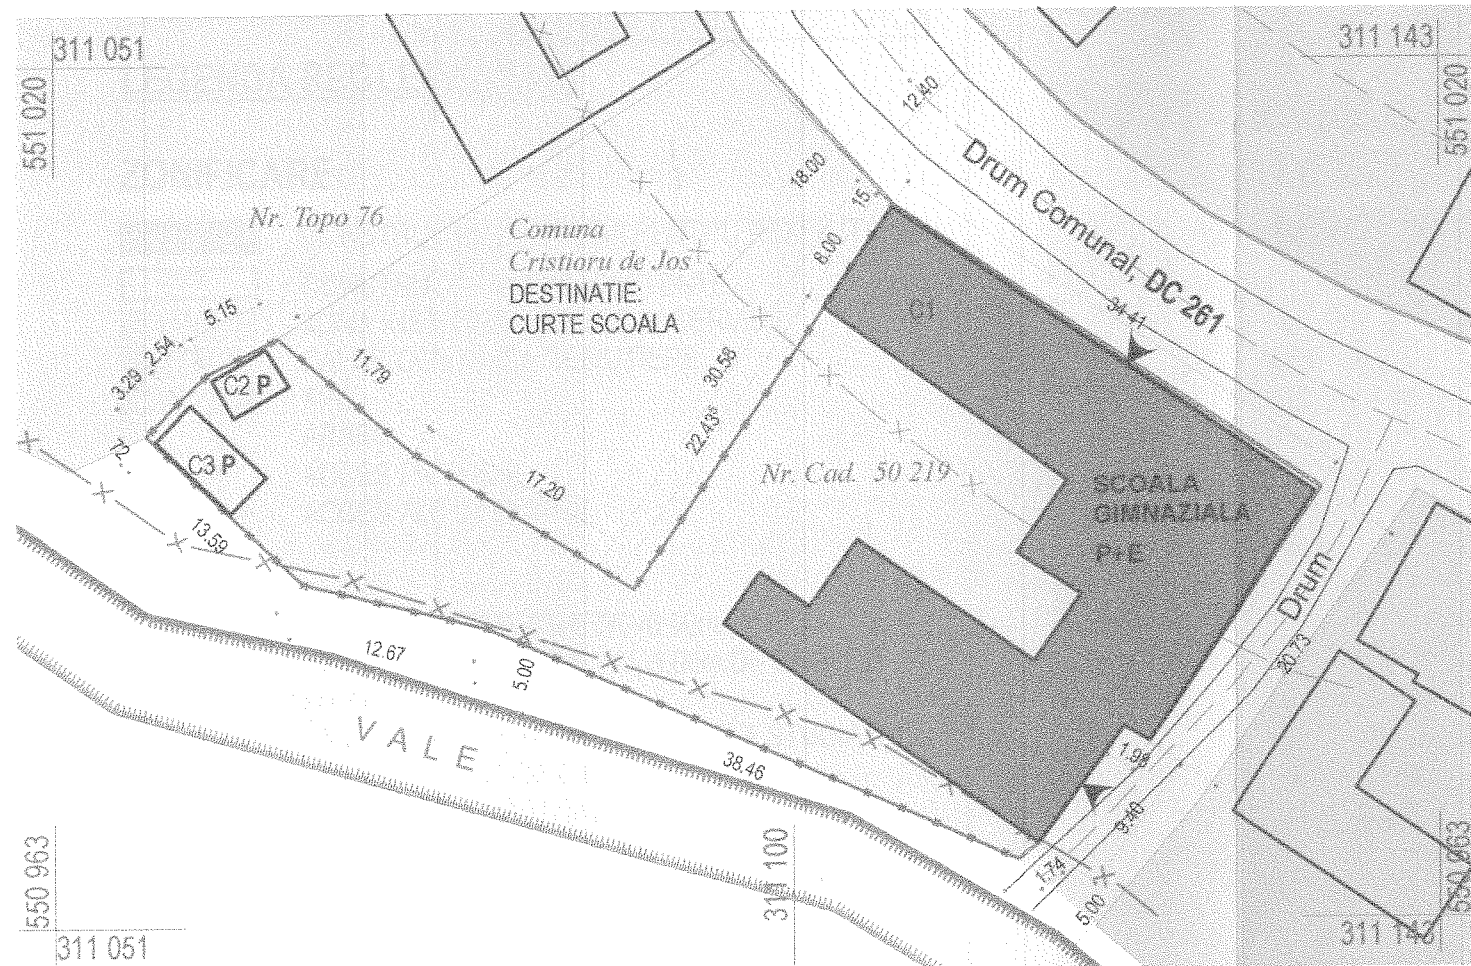 311 051
551 020
311 143
551 020
12.40
Drum Comunal, DC 261
18.00
15
Nr. Topo 76
Comuna
Cristioru de Jos
DESTINATIE:
CURTE SCOALA
8.00
C1
34.41
5.15
2.54
3.29
11.79
30.58
C2 P
22.43
72
C3 P
17.20
Nr. Cad. 50 219
SCOALA
GIMNAZIALA
P+E
13.59
Drum
12.67
5.00
20.73
VALE
38.46
1.98
9.40
1.74
5.00
550 963
311 051
311 100
550 963
311 143